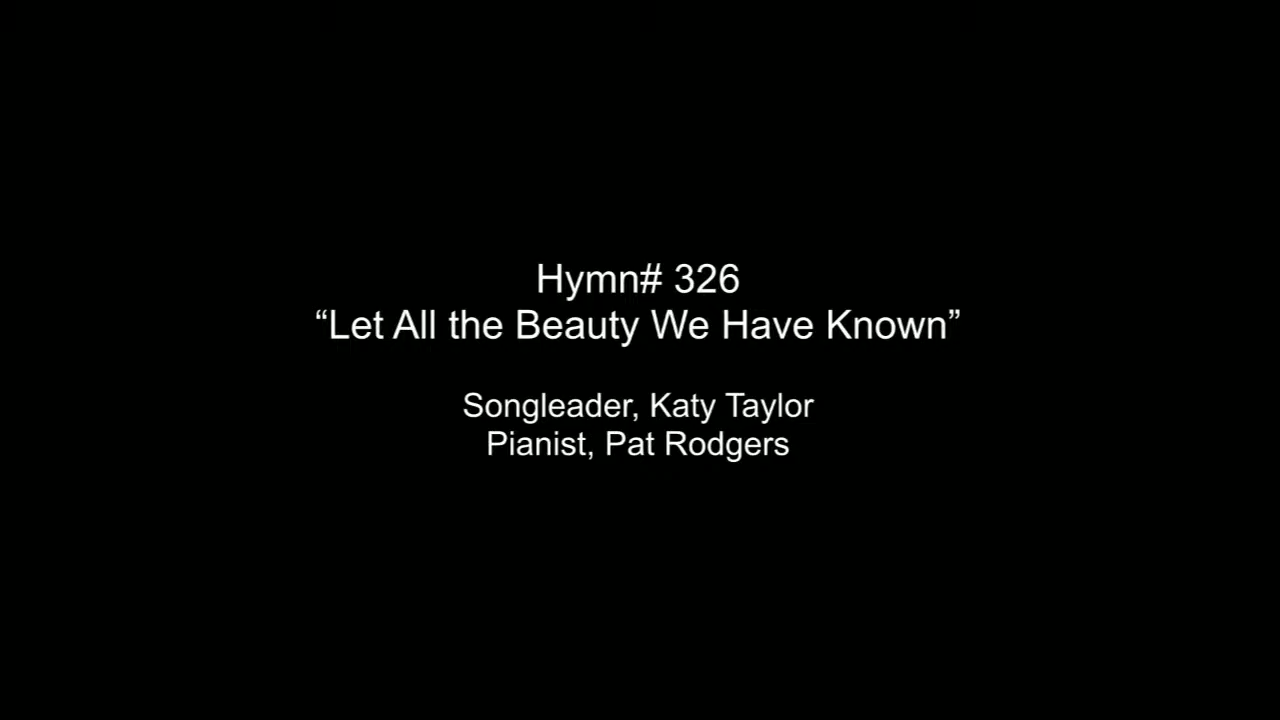 Hymn# 326
“Let All the Beauty We Have Known”
Songleader, Katy Taylor
Pianist, Pat Rodgers